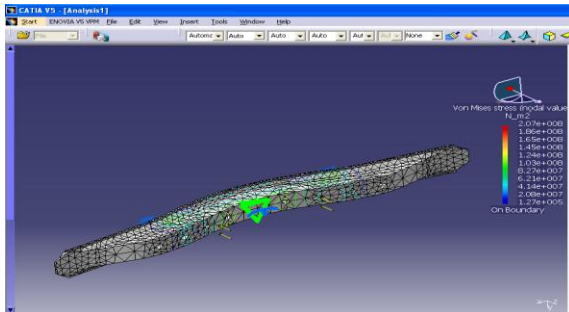 CATIA V5 - [Analysis1]
Start ENOVIA V5 VPM File Edit View Insert Tools Window Help
Automa Auto Auto Auto Aut Aut None
Von Mises stress (nodal value
N_m2
2.07e+008
1.86e+008
1.65e+008
1.45e+008
1.24e+008
1.03e+008
8.27e+007
6.21e+007
4.14e+007
2.08e+007
1.27e+005
On Boundary